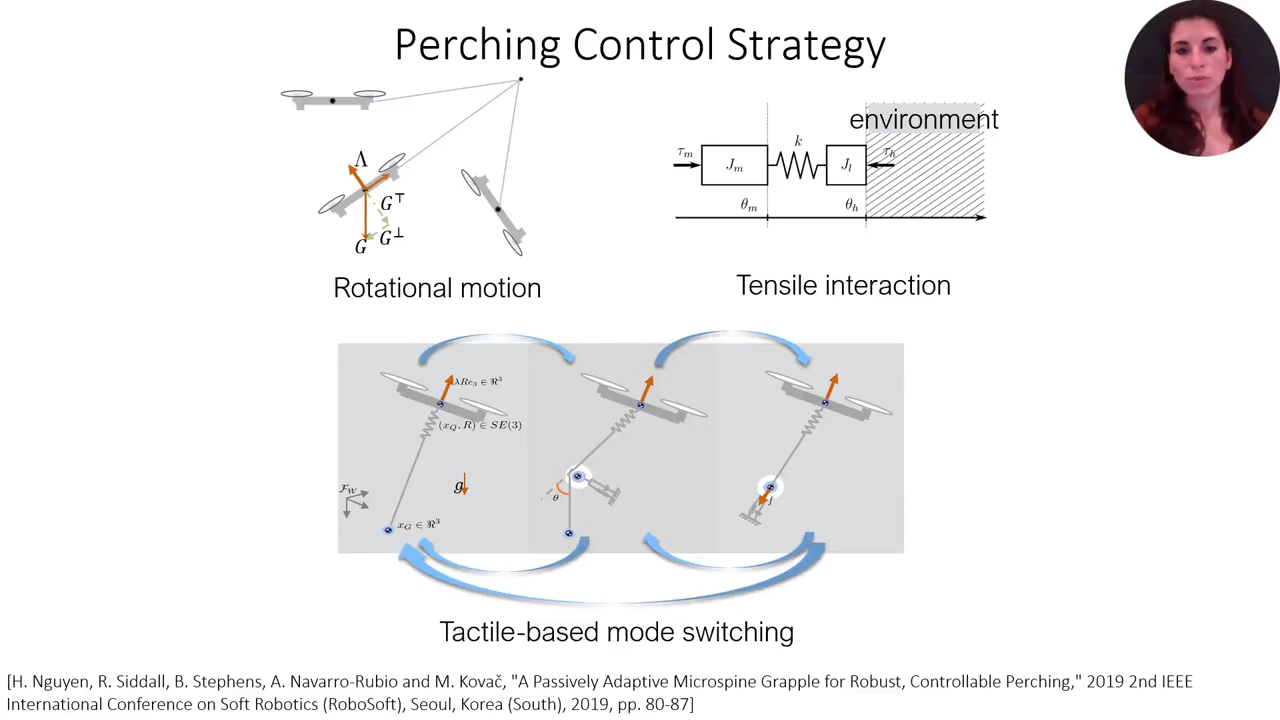 Perching Control Strategy
Λ
G⊤
G⊥
G
Rotational motion
environment
k
τm
Jm
Jl
τh
θm
θh
Tensile interaction
λRe₃ ∈ ℜ³
(xQ, R) ∈ SE(3)
FW
g
xG ∈ ℜ³
θ
f
Tactile-based mode switching
[H. Nguyen, R. Siddall, B. Stephens, A. Navarro-Rubio and M. Kovač, "A Passively Adaptive Microspine Grapple for Robust, Controllable Perching," 2019 2nd IEEE
International Conference on Soft Robotics (RoboSoft), Seoul, Korea (South), 2019, pp. 80-87]